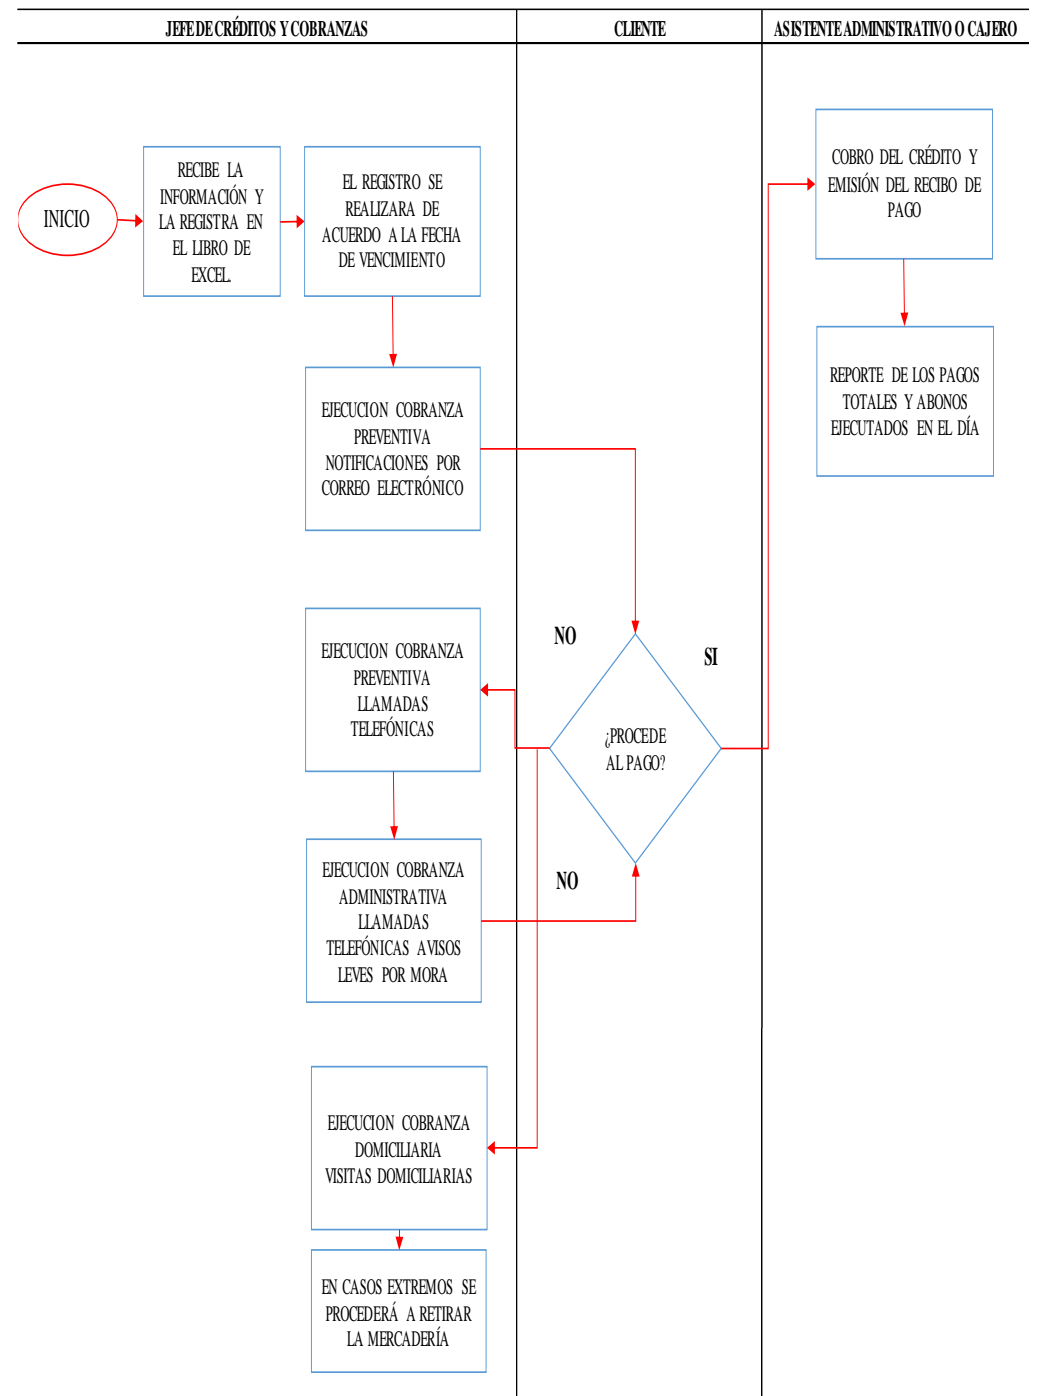 JEFE DE CRÉDITOS Y COBRANZAS
CLIENTE
ASISTENTE ADMINISTRATIVO O CAJERO
INICIO
RECIBE LA
INFORMACIÓN Y
LA REGISTRA EN
EL LIBRO DE
EXCEL.
EL REGISTRO SE
REALIZARA DE
ACUERDO A LA FECHA
DE VENCIMIENTO
COBRO DEL CRÉDITO Y
EMISIÓN DEL RECIBO DE
PAGO
REPORTE DE LOS PAGOS
TOTALES Y ABONOS
EJECUTADOS EN EL DÍA
EJECUCION COBRANZA
PREVENTIVA
NOTIFICACIONES POR
CORREO ELECTRÓNICO
NO
SI
EJECUCION COBRANZA
PREVENTIVA
LLAMADAS
TELEFÓNICAS
¿PROCEDE
AL PAGO?
EJECUCION COBRANZA
ADMINISTRATIVA
LLAMADAS
TELEFÓNICAS AVISOS
LEVES POR MORA
NO
EJECUCION COBRANZA
DOMICILIARIA
VISITAS DOMICILIARIAS
EN CASOS EXTREMOS SE
PROCEDERÁ A RETIRAR
LA MERCADERÍA